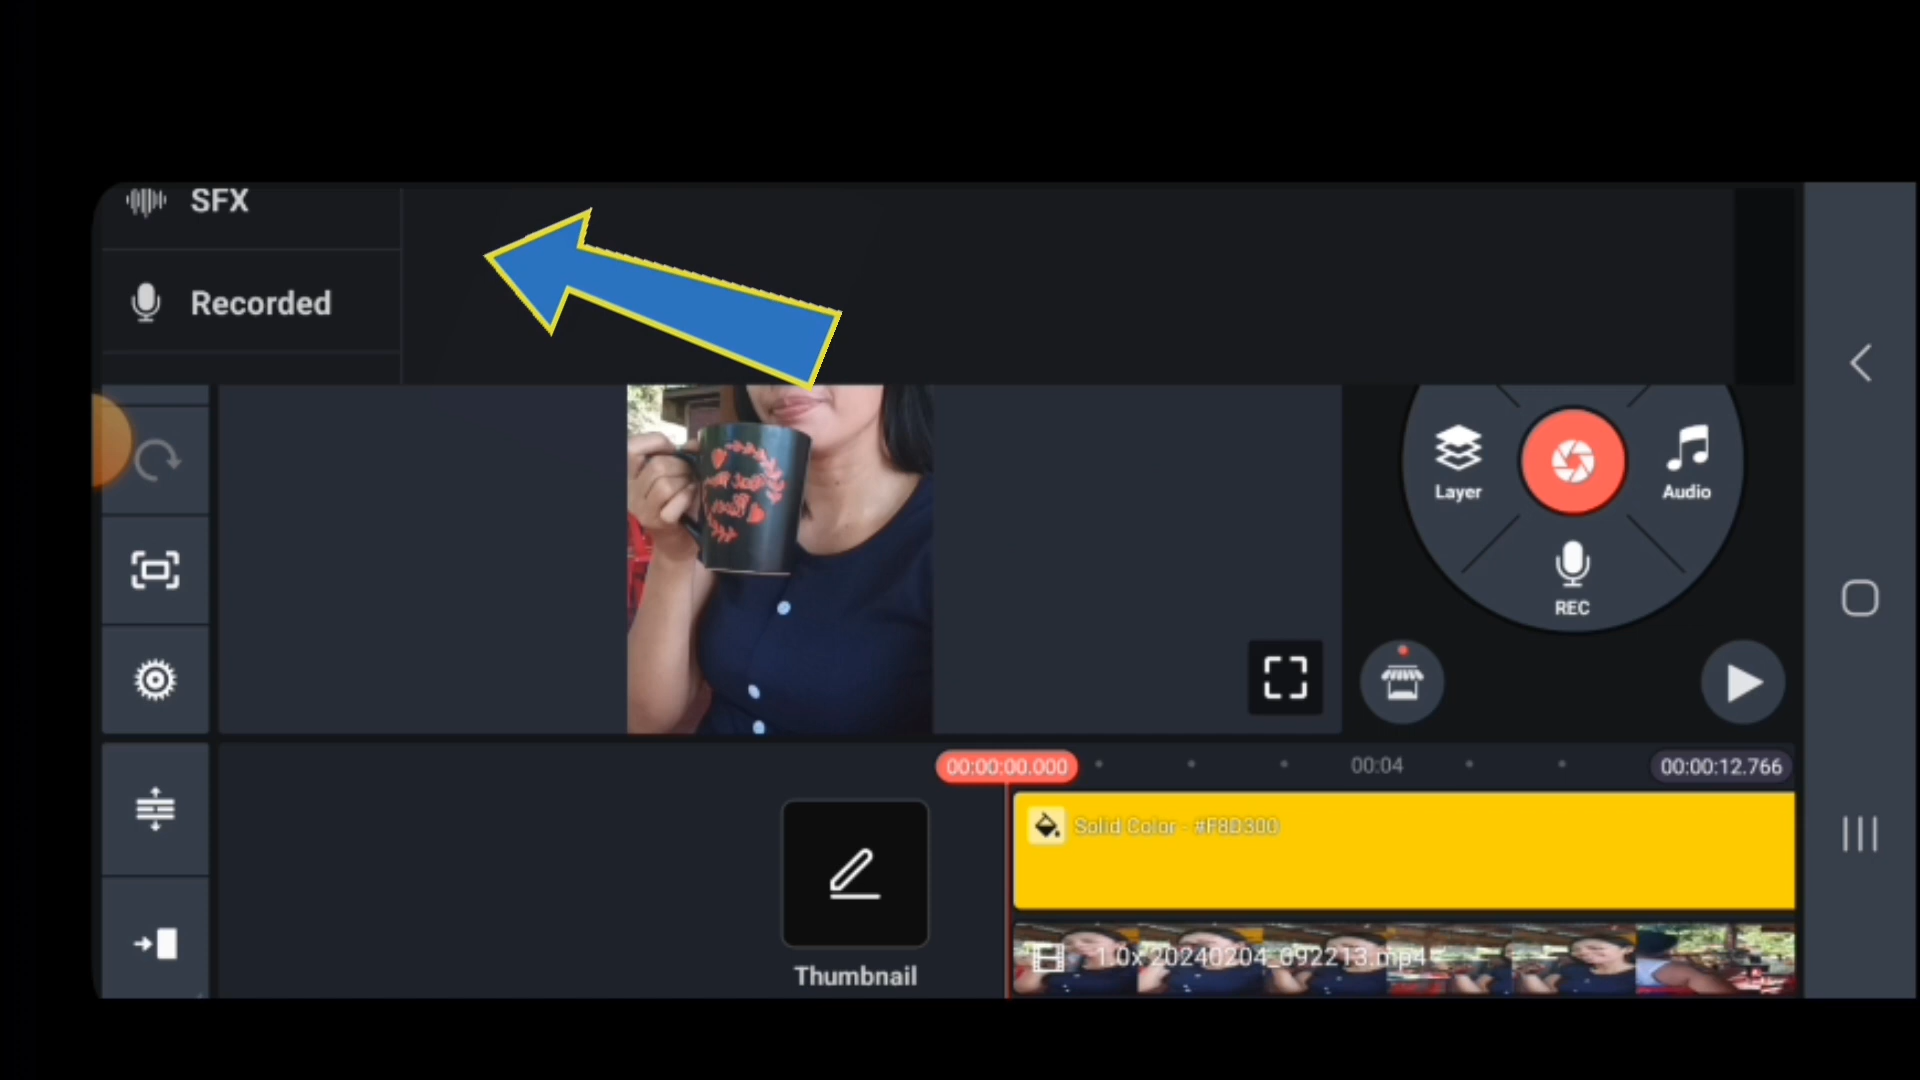 SFX
Recorded
Layer
Audio
REC
00:00:00.000
00:04
00:00:12.766
Solid Color - #F8D300
1.0x 20240204_092213.mp4
Thumbnail